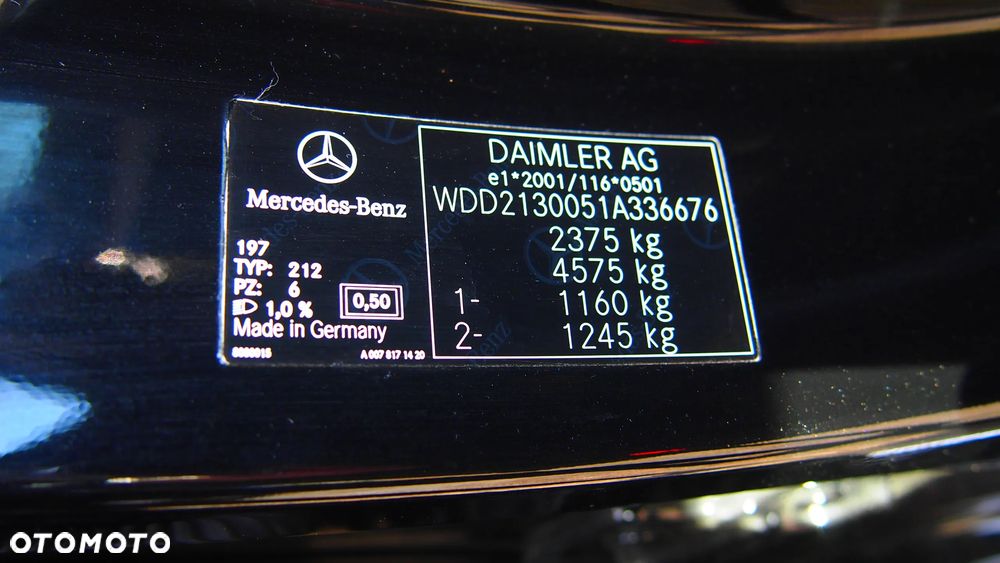 Mercedes-Benz
197
TYP: 212
PZ: 6
1,0 %
0,50
Made in Germany
A 007 817 14 20
DAIMLER AG
e1*2001/116*0501
WDD2130051A336676
2375 kg
4575 kg
1- 1160 kg
2- 1245 kg
OTOMOTO